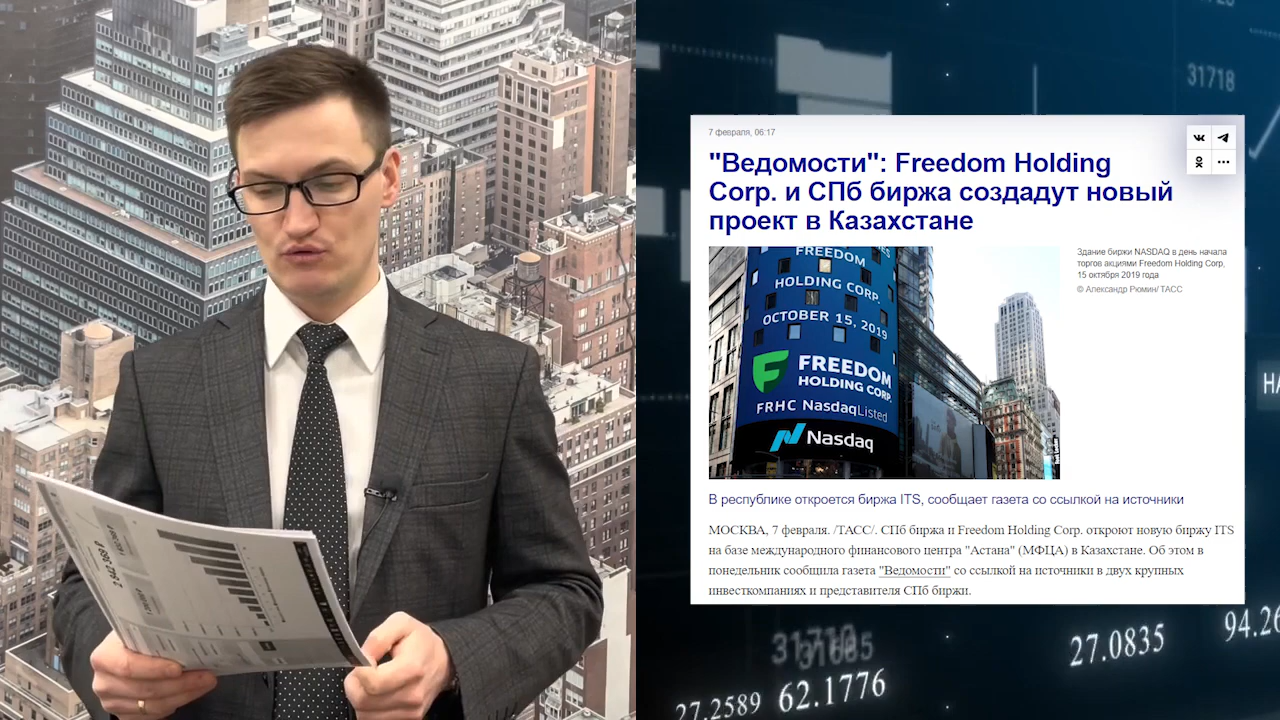 7 февраля, 06:17
"Ведомости": Freedom Holding
Corp. и СПб биржа создадут новый
проект в Казахстане
FREEDOM
HOLDING CORP.
OCTOBER 15, 2019
FREEDOM
HOLDING CORP.
FRHC NasdaqListed
Nasdaq
Здание биржи NASDAQ в день начала
торгов акциями Freedom Holding Corp,
15 октября 2019 года
© Александр Рюмин/ ТАСС
В республике откроется биржа ITS, сообщает газета со ссылкой на источники
МОСКВА, 7 февраля. /ТАСС/. СПб биржа и Freedom Holding Corp. откроют новую биржу ITS
на базе международного финансового центра "Астана" (МФЦА) в Казахстане. Об этом в
понедельник сообщила газета "Ведомости" со ссылкой на источники в двух крупных
инвесткомпаниях и представителя СПб биржи.
31718
27.0835
94.26
27.2589
62.1776